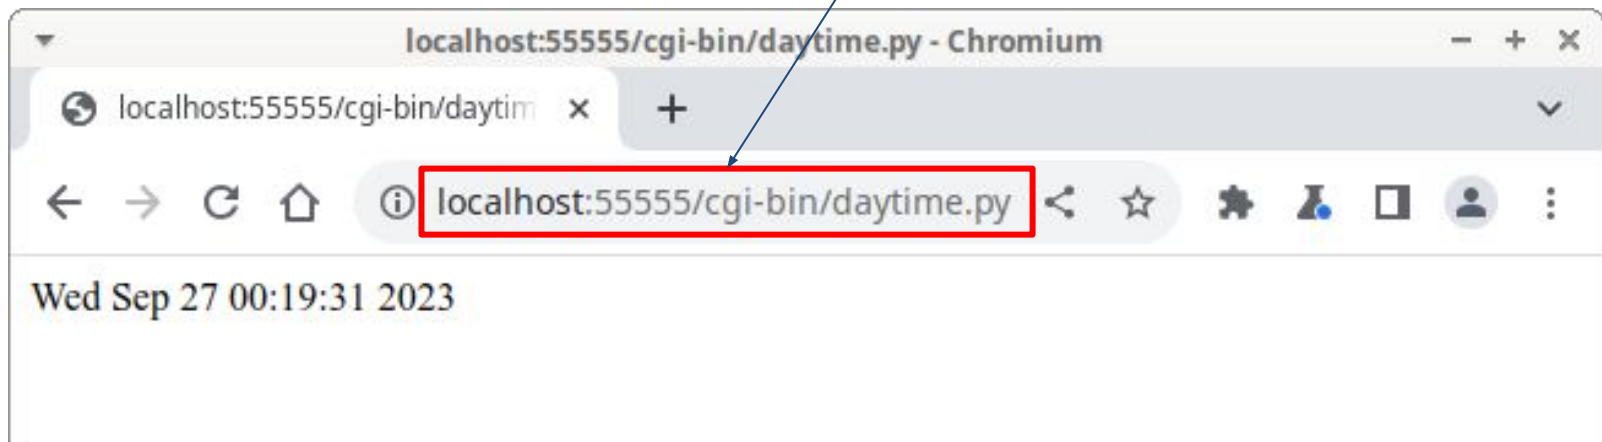 localhost:55555/cgi-bin/daytime.py - Chromium
localhost:55555/cgi-bin/daytim
localhost:55555/cgi-bin/daytime.py
Wed Sep 27 00:19:31 2023